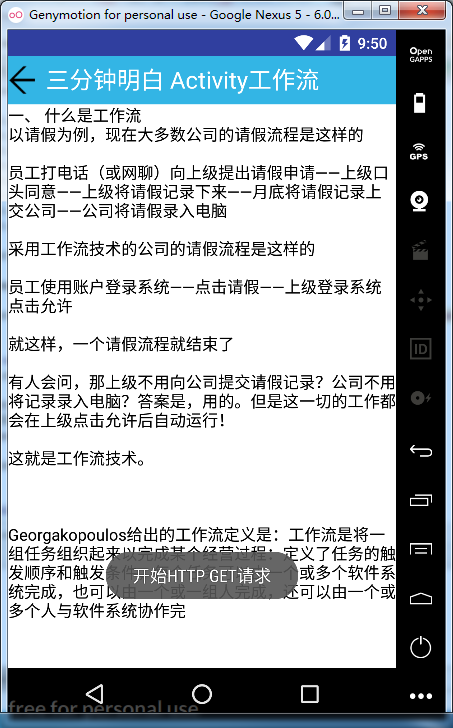 Genymotion for personal use - Google Nexus 5 - 6.0...
9:50
三分钟明白 Activity工作流
一、 什么是工作流
以请假为例，现在大多数公司的请假流程是这样的
员工打电话（或网聊）向上级提出请假申请——上级口
头同意——上级将请假记录下来——月底将请假记录上
交公司——公司将请假录入电脑
采用工作流技术的公司的请假流程是这样的
员工使用账户登录系统——点击请假——上级登录系统
点击允许
就这样，一个请假流程就结束了
有人会问，那上级不用向公司提交请假记录？公司不用
将记录录入电脑？答案是，用的。但是这一切的工作都
会在上级点击允许后自动运行！
这就是工作流技术。
Georgakopoulos给出的工作流定义是：工作流是将一
组任务组织起来以完成某个经营过程：定义了任务的触
发顺序和触发条
或多个软件系
统完成，也可以由一个或一组人完成，还可以由一个或
多个人与软件系统协作完
开始HTTP GET请求
free for personal use
Open
GAPPS
GPS
ID